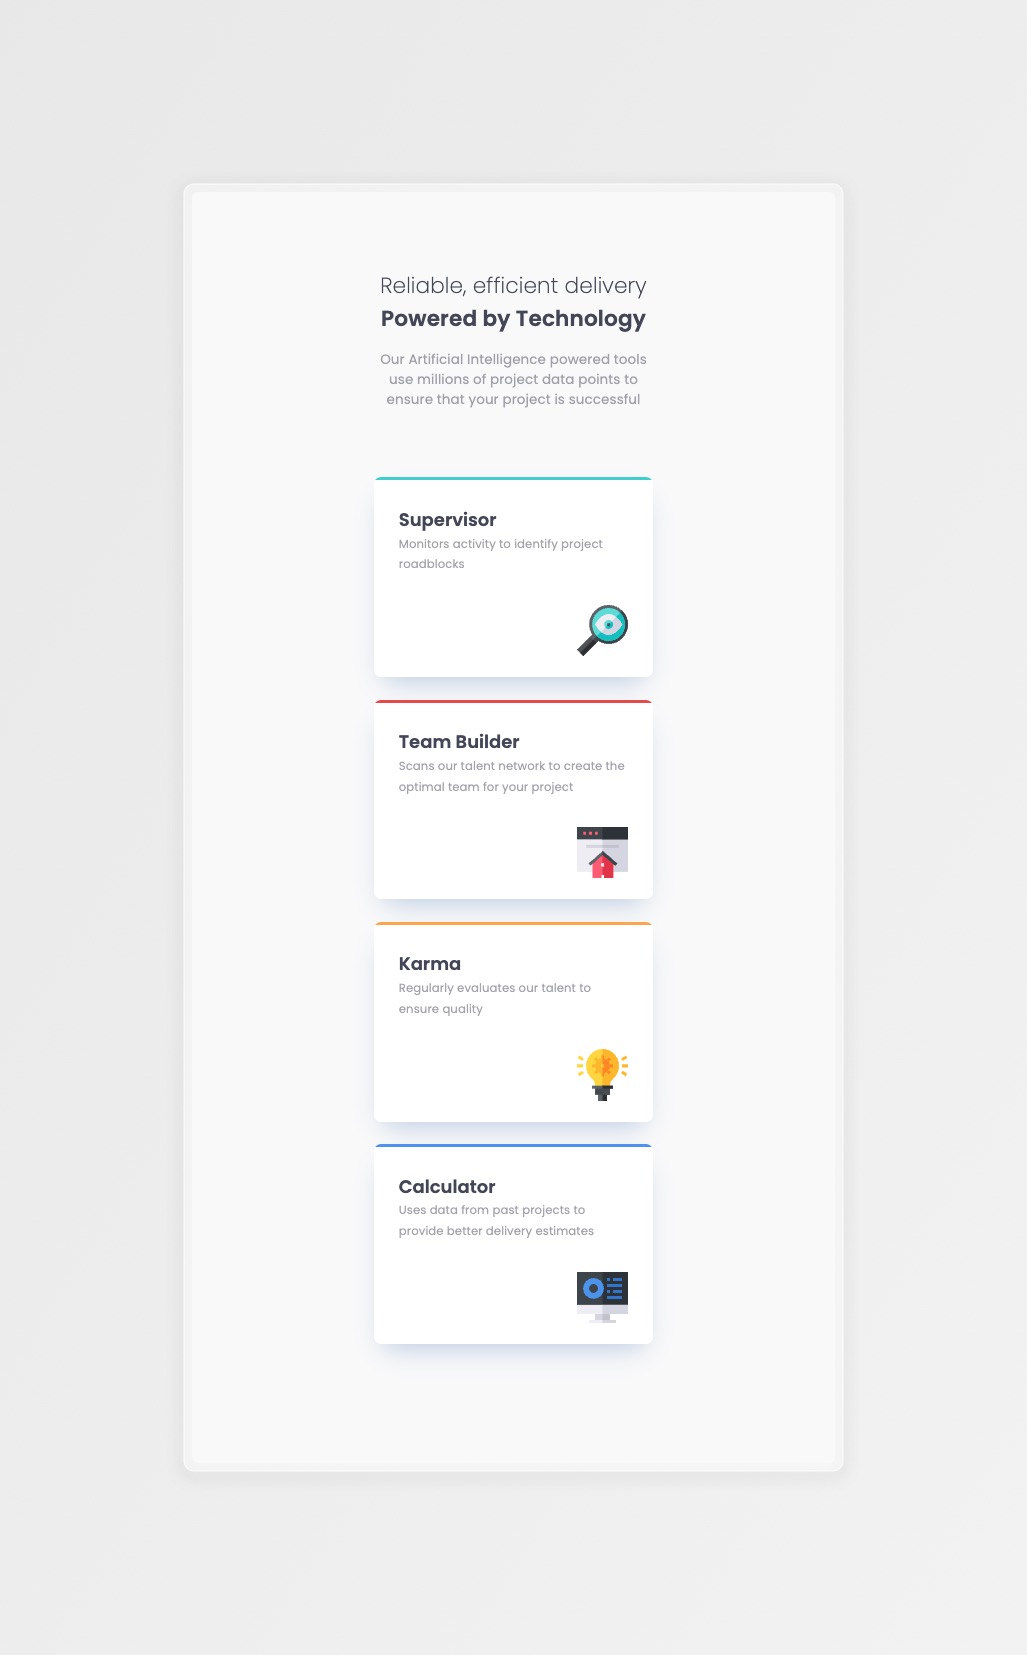 Reliable, efficient delivery
Powered by Technology
Our Artificial Intelligence powered tools
use millions of project data points to
ensure that your project is successful
Supervisor
Monitors activity to identify project
roadblocks
Team Builder
Scans our talent network to create the
optimal team for your project
Karma
Regularly evaluates our talent to
ensure quality
Calculator
Uses data from past projects to
provide better delivery estimates